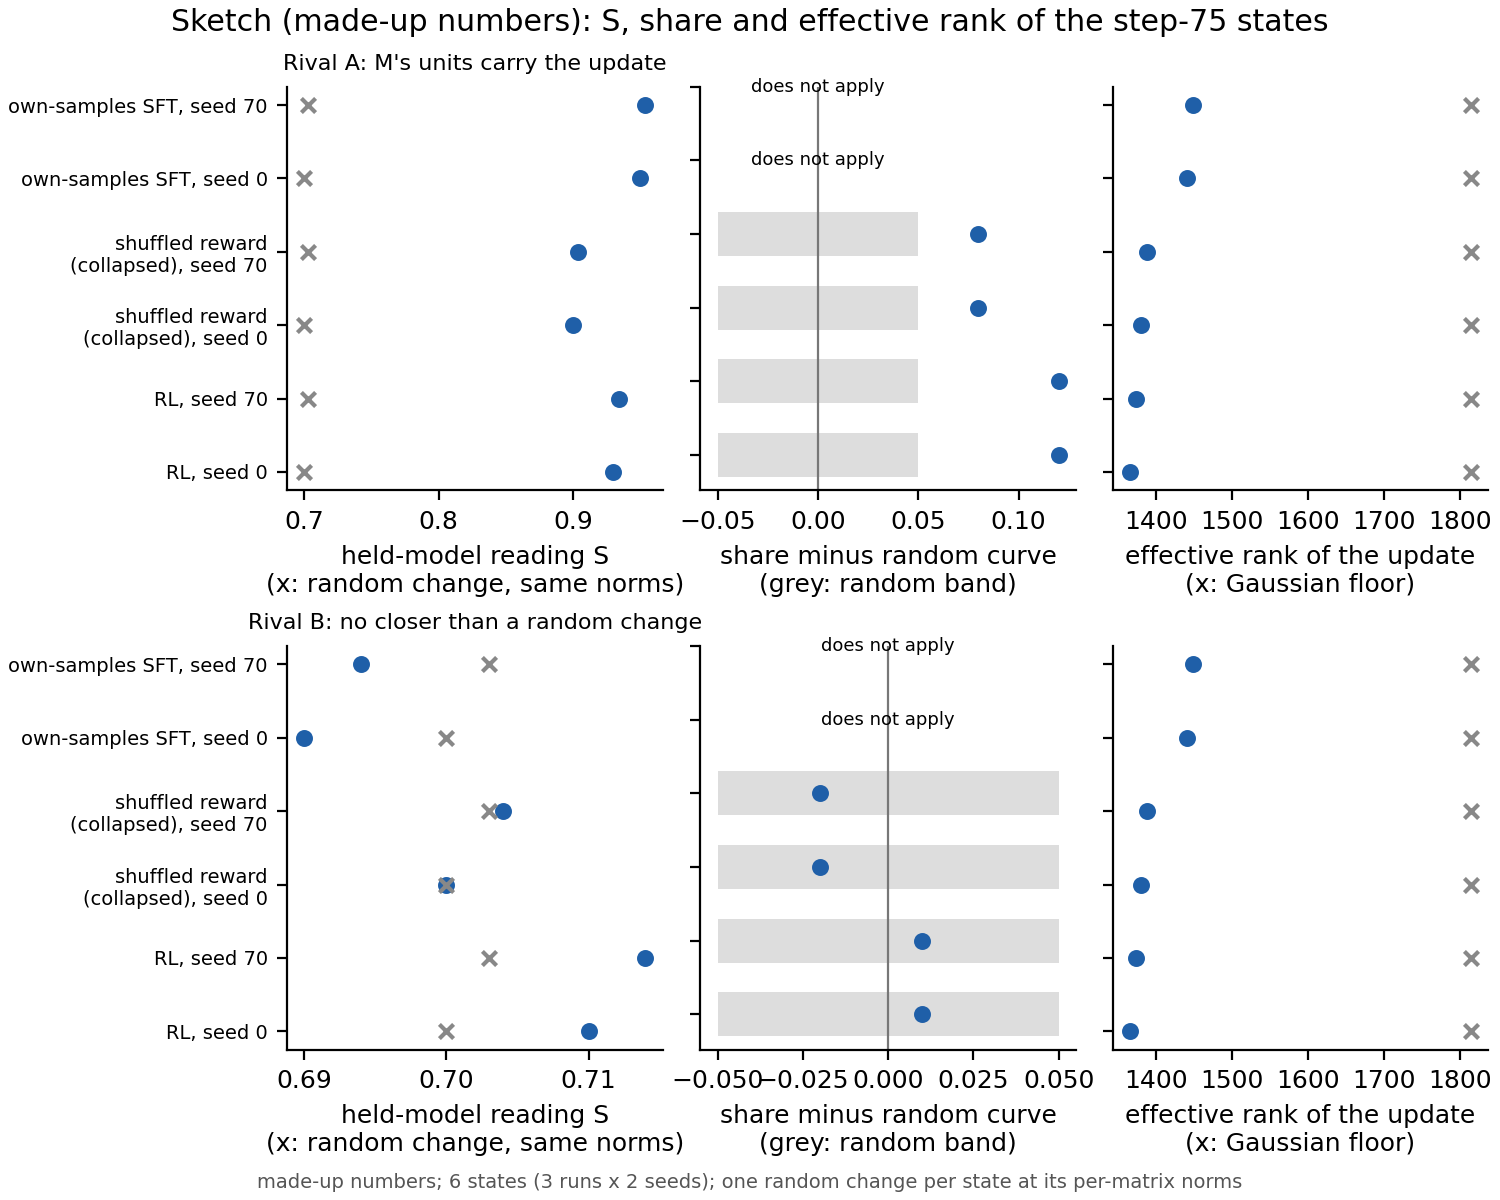 Sketch (made-up numbers): S, share and effective rank of the step-75 states
Rival A: M's units carry the update
own-samples SFT, seed 70
own-samples SFT, seed 0
shuffled reward
(collapsed), seed 70
shuffled reward
(collapsed), seed 0
RL, seed 70
RL, seed 0
0.7 0.8 0.9
held-model reading S
(x: random change, same norms)
does not apply
does not apply
−0.05 0.00 0.05 0.10
share minus random curve
(grey: random band)
1400 1500 1600 1700 1800
effective rank of the update
(x: Gaussian floor)
Rival B: no closer than a random change
own-samples SFT, seed 70
own-samples SFT, seed 0
shuffled reward
(collapsed), seed 70
shuffled reward
(collapsed), seed 0
RL, seed 70
RL, seed 0
0.69 0.70 0.71
held-model reading S
(x: random change, same norms)
does not apply
does not apply
−0.050 −0.025 0.000 0.025 0.050
share minus random curve
(grey: random band)
1400 1500 1600 1700 1800
effective rank of the update
(x: Gaussian floor)
made-up numbers; 6 states (3 runs x 2 seeds); one random change per state at its per-matrix norms